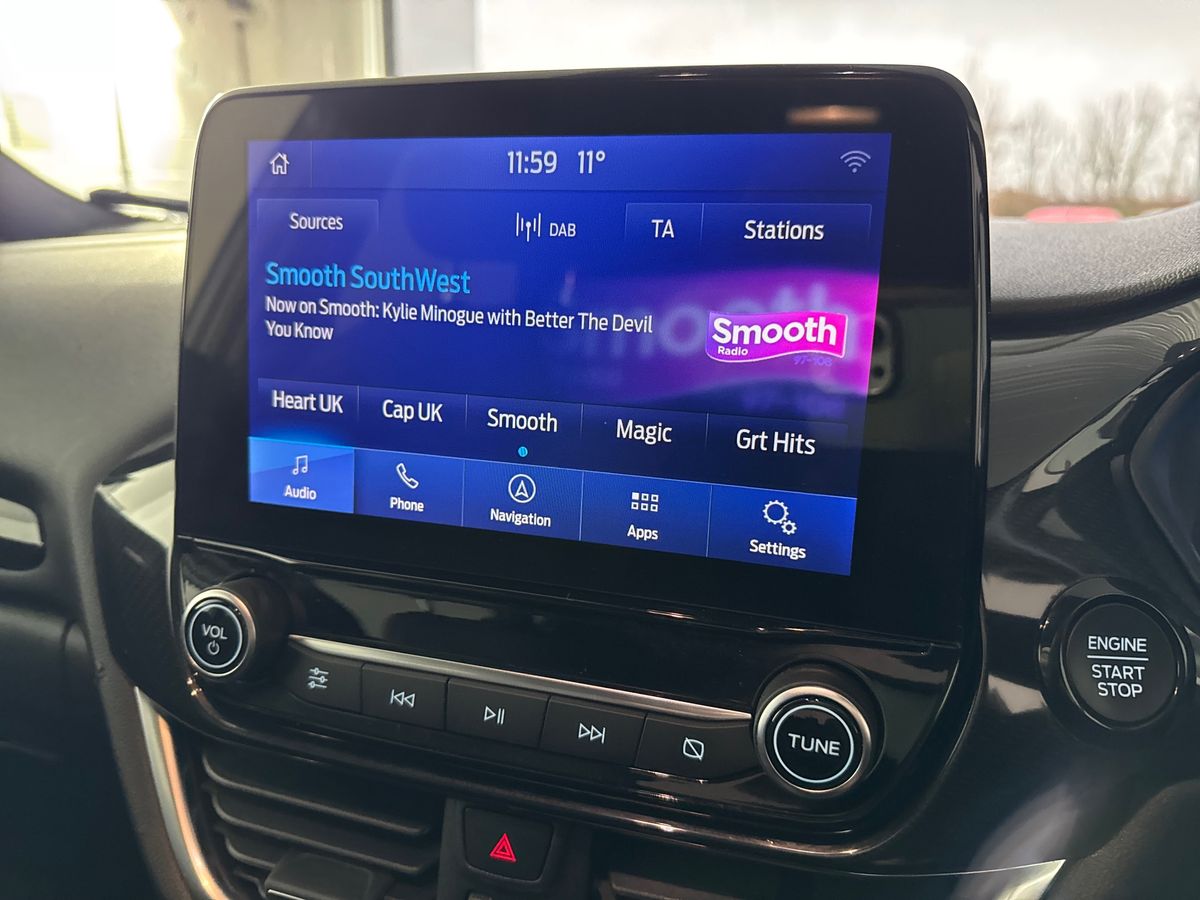 11:59 11°
Sources
DAB
TA
Stations
Smooth SouthWest
Now on Smooth: Kylie Minogue with Better The Devil
You Know
Smooth
Radio
97-108
Heart UK
Cap UK
Smooth
Magic
Grt Hits
Audio
Phone
Navigation
Apps
Settings
VOL
TUNE
ENGINE
START
STOP